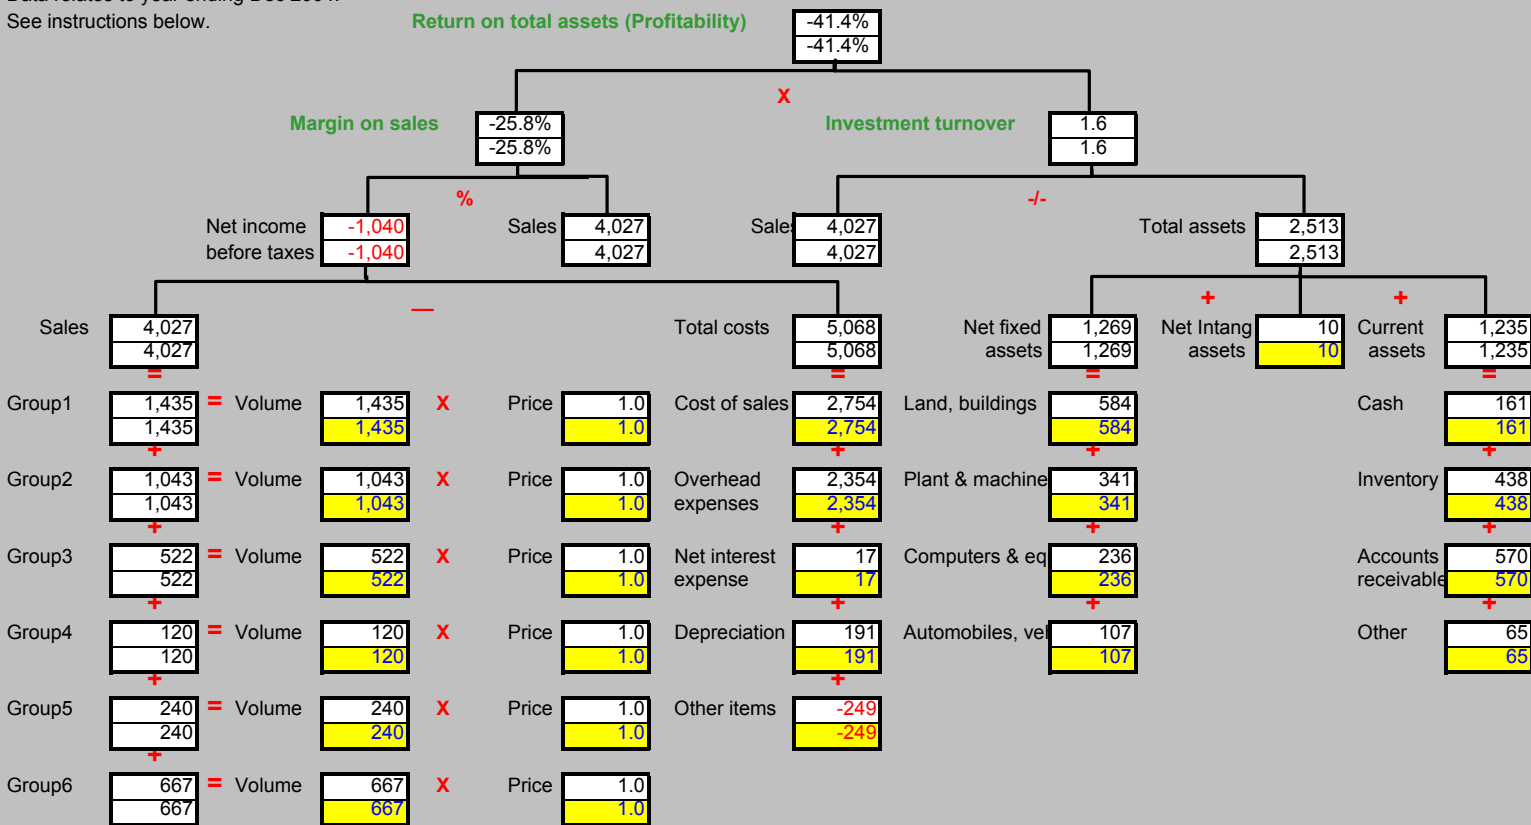 See instructions below.
Return on total assets (Profitability)
-41.4%
-41.4%
X
Margin on sales
-25.8%
-25.8%
Investment turnover
1.6
1.6
%
-/-
Net income
before taxes
-1,040
-1,040
Sales
4,027
4,027
Sales
4,027
4,027
Total assets
2,513
2,513
—
+
+
Sales
4,027
4,027
Total costs
5,068
5,068
Net fixed
assets
1,269
1,269
Net Intang
assets
10
10
Current
assets
1,235
1,235
=
=
=
=
Group1
1,435
1,435
=
Volume
1,435
1,435
X
Price
1.0
1.0
Cost of sales
2,754
2,754
Land, buildings
584
584
Cash
161
161
+
+
+
+
Group2
1,043
1,043
=
Volume
1,043
1,043
X
Price
1.0
1.0
Overhead
expenses
2,354
2,354
Plant & machine
341
341
Inventory
438
438
+
+
+
+
Group3
522
522
=
Volume
522
522
X
Price
1.0
1.0
Net interest
expense
17
17
Computers & eq
236
236
Accounts
receivable
570
570
+
+
+
+
Group4
120
120
=
Volume
120
120
X
Price
1.0
1.0
Depreciation
191
191
Automobiles, veh
107
107
Other
65
65
+
+
Group5
240
240
=
Volume
240
240
X
Price
1.0
1.0
Other items
-249
-249
+
Group6
667
667
=
Volume
667
667
X
Price
1.0
1.0